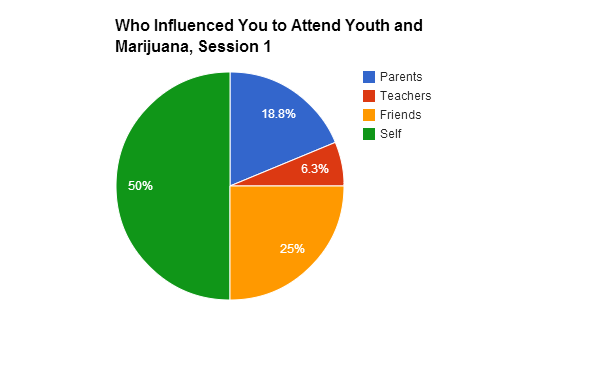 Who Influenced You to Attend Youth and
Marijuana, Session 1
Parents
Teachers
Friends
Self
18.8%
6.3%
50%
25%